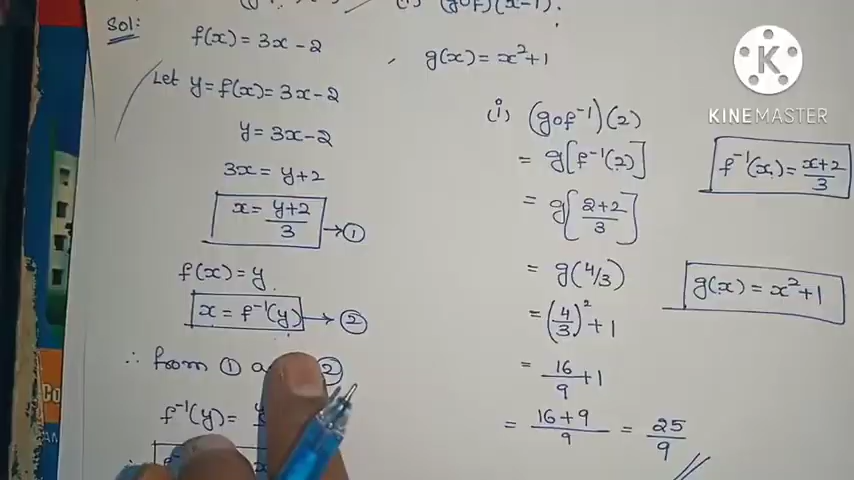 (i) (gof)(x-1).
Sol:
f(x) = 3x - 2 , g(x) = x²+1
Let y = f(x) = 3x - 2
y = 3x - 2
3x = y+2
x = y+2/3 → ①
f(x) = y
x = f⁻¹(y) → ②
∴ from ① a ②
f⁻¹(y) =
(i) (gof⁻¹)(2)
= g[f⁻¹(2)]
= g[2+2/3]
= g(4/3)
= (4/3)² + 1
= 16/9 + 1
= 16+9/9 = 25/9
f⁻¹(x) = x+2/3
g(x) = x²+1
K
KINEMASTER